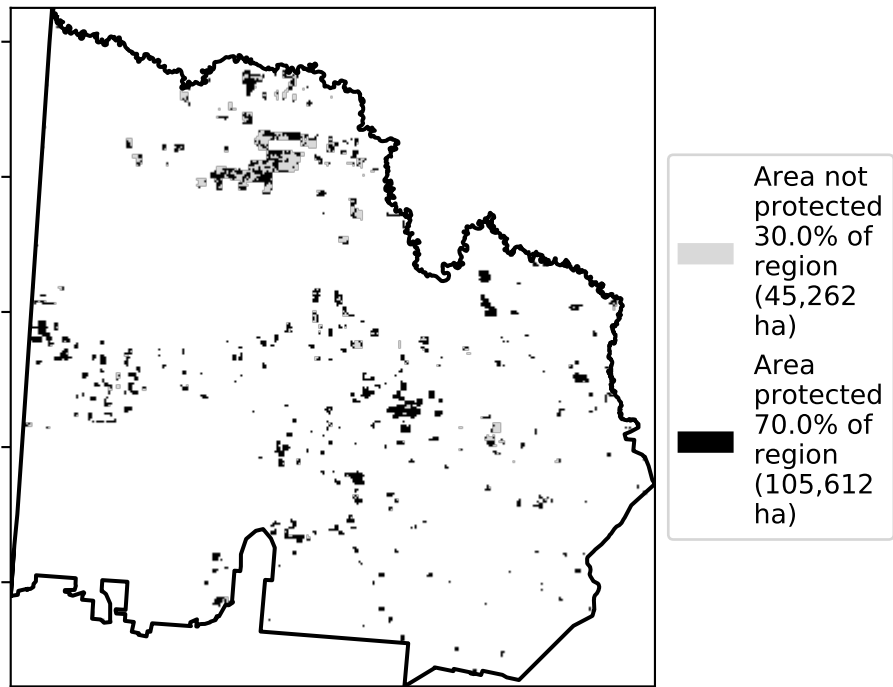 Area not
protected
30.0% of
region
(45,262
ha)
Area
protected
70.0% of
region
(105,612
ha)